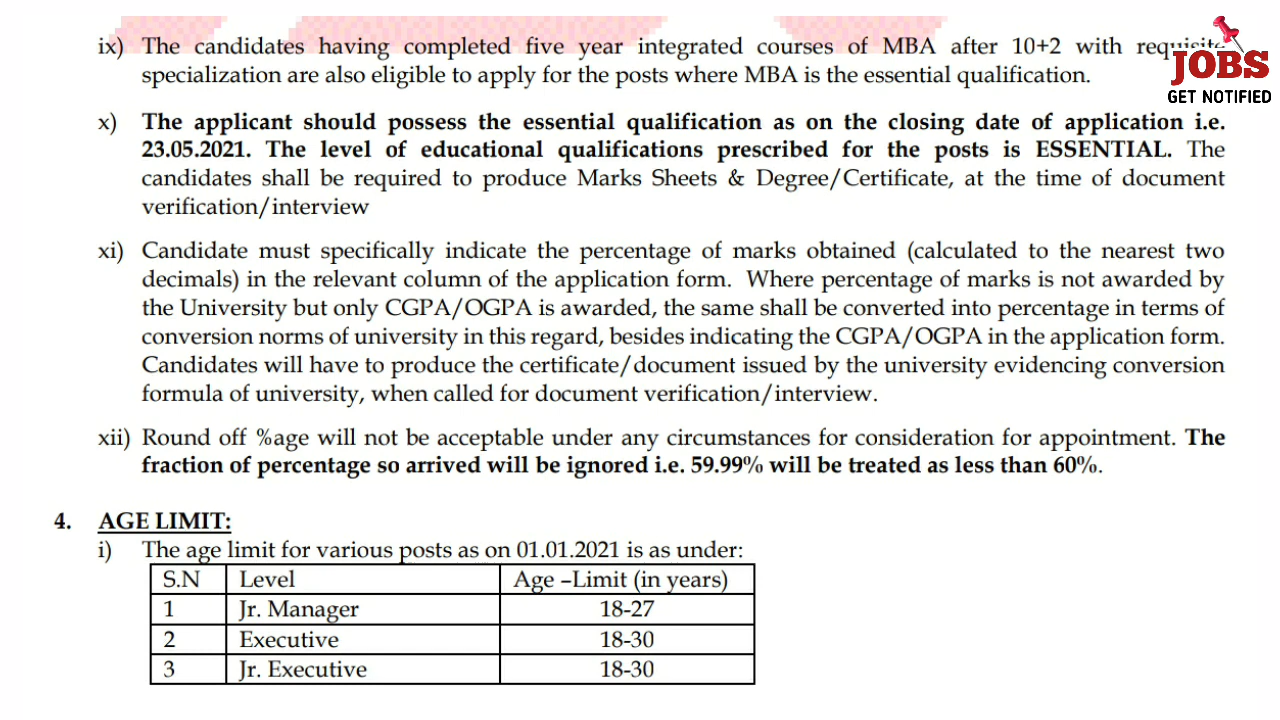 ix) The candidates having completed five year integrated courses of MBA after 10+2 with requisite
specialization are also eligible to apply for the posts where MBA is the essential qualification.
JOBS
GET NOTIFIED
x) The applicant should possess the essential qualification as on the closing date of application i.e.
23.05.2021. The level of educational qualifications prescribed for the posts is ESSENTIAL. The
candidates shall be required to produce Marks Sheets & Degree/Certificate, at the time of document
verification/interview
xi) Candidate must specifically indicate the percentage of marks obtained (calculated to the nearest two
decimals) in the relevant column of the application form. Where percentage of marks is not awarded by
the University but only CGPA/OGPA is awarded, the same shall be converted into percentage in terms of
conversion norms of university in this regard, besides indicating the CGPA/OGPA in the application form.
Candidates will have to produce the certificate/document issued by the university evidencing conversion
formula of university, when called for document verification/interview.
xii) Round off %age will not be acceptable under any circumstances for consideration for appointment. The
fraction of percentage so arrived will be ignored i.e. 59.99% will be treated as less than 60%.
4. AGE LIMIT:
i) The age limit for various posts as on 01.01.2021 is as under:
S.N Level Age –Limit (in years)
1 Jr. Manager 18-27
2 Executive 18-30
3 Jr. Executive 18-30